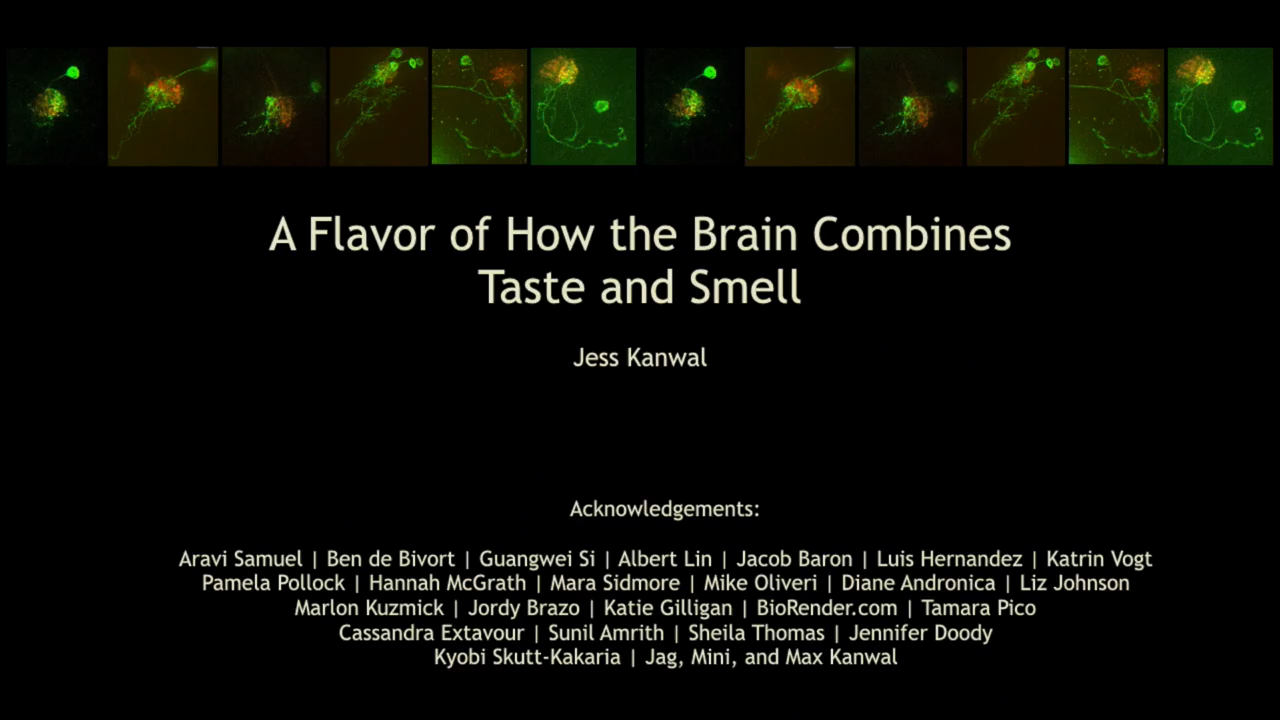 A Flavor of How the Brain Combines
Taste and Smell
Jess Kanwal
Acknowledgements:
Aravi Samuel | Ben de Bivort | Guangwei Si | Albert Lin | Jacob Baron | Luis Hernandez | Katrin Vogt
Pamela Pollock | Hannah McGrath | Mara Sidmore | Mike Oliveri | Diane Andronica | Liz Johnson
Marlon Kuzmick | Jordy Brazo | Katie Gilligan | BioRender.com | Tamara Pico
Cassandra Extavour | Sunil Amrith | Sheila Thomas | Jennifer Doody
Kyobi Skutt-Kakaria | Jag, Mini, and Max Kanwal